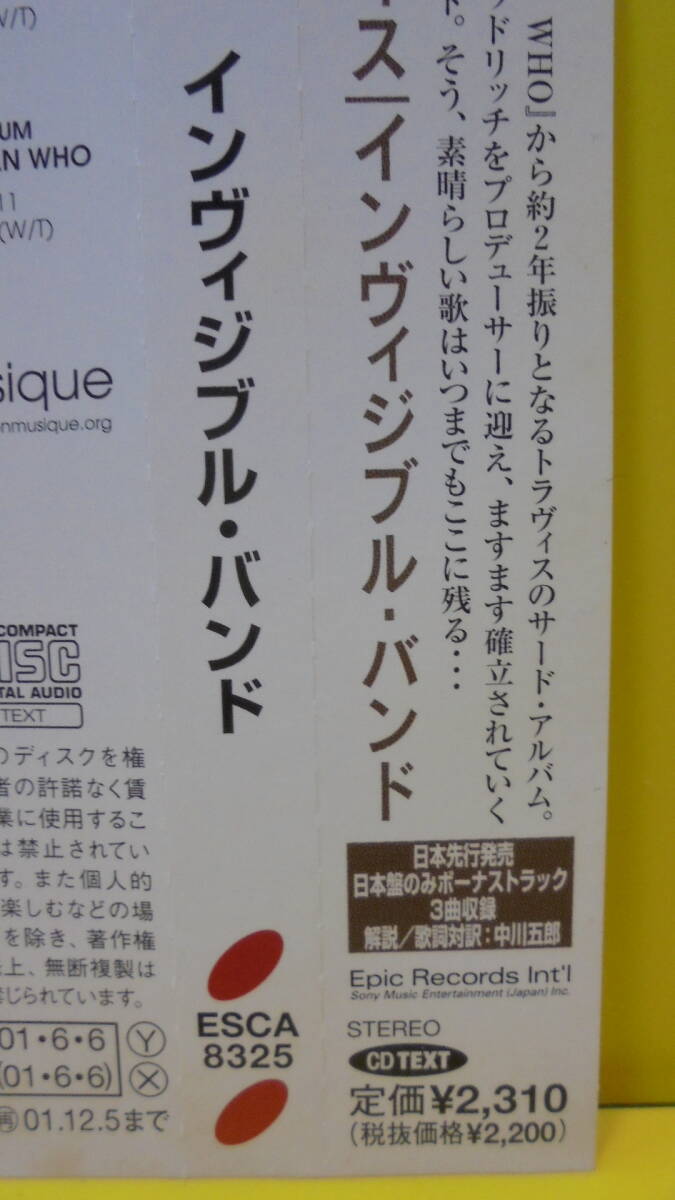 WHO』から約2年振りとなるトラヴィスのサード・アルバム。
ドリッチをプロデューサーに迎え、ますます確立されていく
ト。そう、素晴らしい歌はいつまでもここに残る・・・
ィス|インヴィジブル・バンド
日本先行発売
日本盤のみボーナストラック
3曲収録
解説/歌詞対訳:中川五郎
Epic Records Int'l
Sony Music Entertainment (Japan) Inc.
STEREO
CD TEXT
定価¥2,310
(税抜価格¥2,200)
インヴィジブル・バンド
ESCA
8325
W/T)
UM
AN WHO
11
(W/T)
sique
onmusique.org
COMPACT
DISC
TAL AUDIO
TEXT
のディスクを権
者の許諾なく賃
業に使用するこ
は禁止されてい
す。また個人的
楽しむなどの場
を除き、著作権
上、無断複製は
禁じられています。
01・6・6 Y
(01・6・6) X
再 01.12.5まで